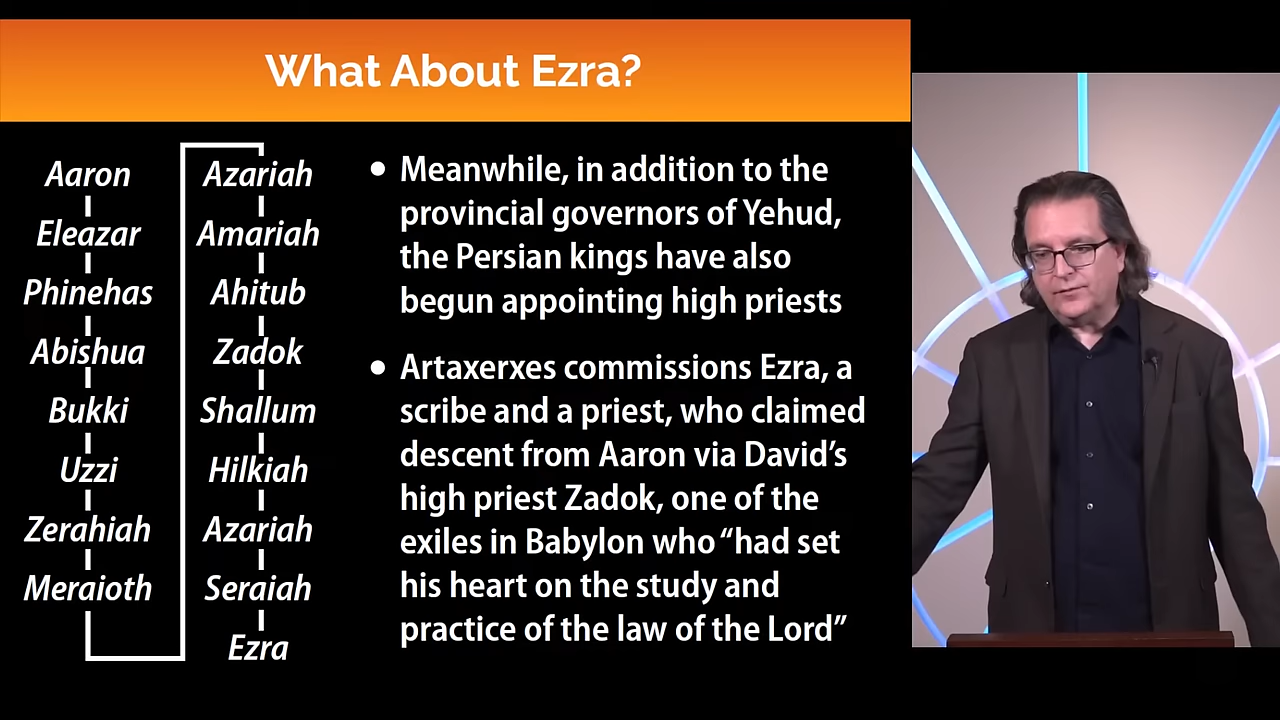 What About Ezra?
Aaron
Eleazar
Phinehas
Abishua
Bukki
Uzzi
Zerahiah
Meraioth
Azariah
Amariah
Ahitub
Zadok
Shallum
Hilkiah
Azariah
Seraiah
Ezra
• Meanwhile, in addition to the
provincial governors of Yehud,
the Persian kings have also
begun appointing high priests
• Artaxerxes commissions Ezra, a
scribe and a priest, who claimed
descent from Aaron via David’s
high priest Zadok, one of the
exiles in Babylon who “had set
his heart on the study and
practice of the law of the Lord”